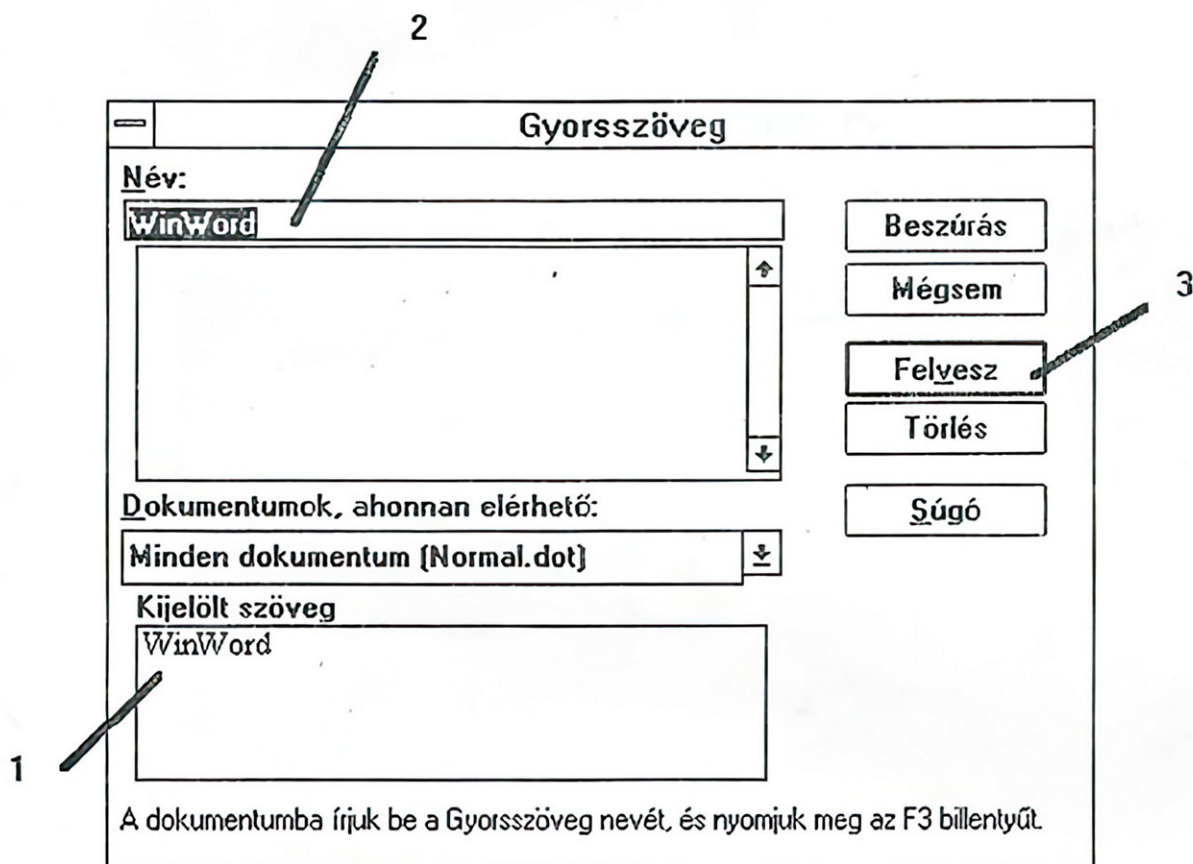 2
Gyorsszöveg
Név:
WinWord
Beszúrás
Mégsem
3
Felvesz
Törlés
Dokumentumok, ahonnan elérhető:
Súgó
Minden dokumentum (Normal.dot)
Kijelölt szöveg
WinWord
1
A dokumentumba írjuk be a Gyorsszöveg nevét, és nyomjuk meg az F3 billentyűt.